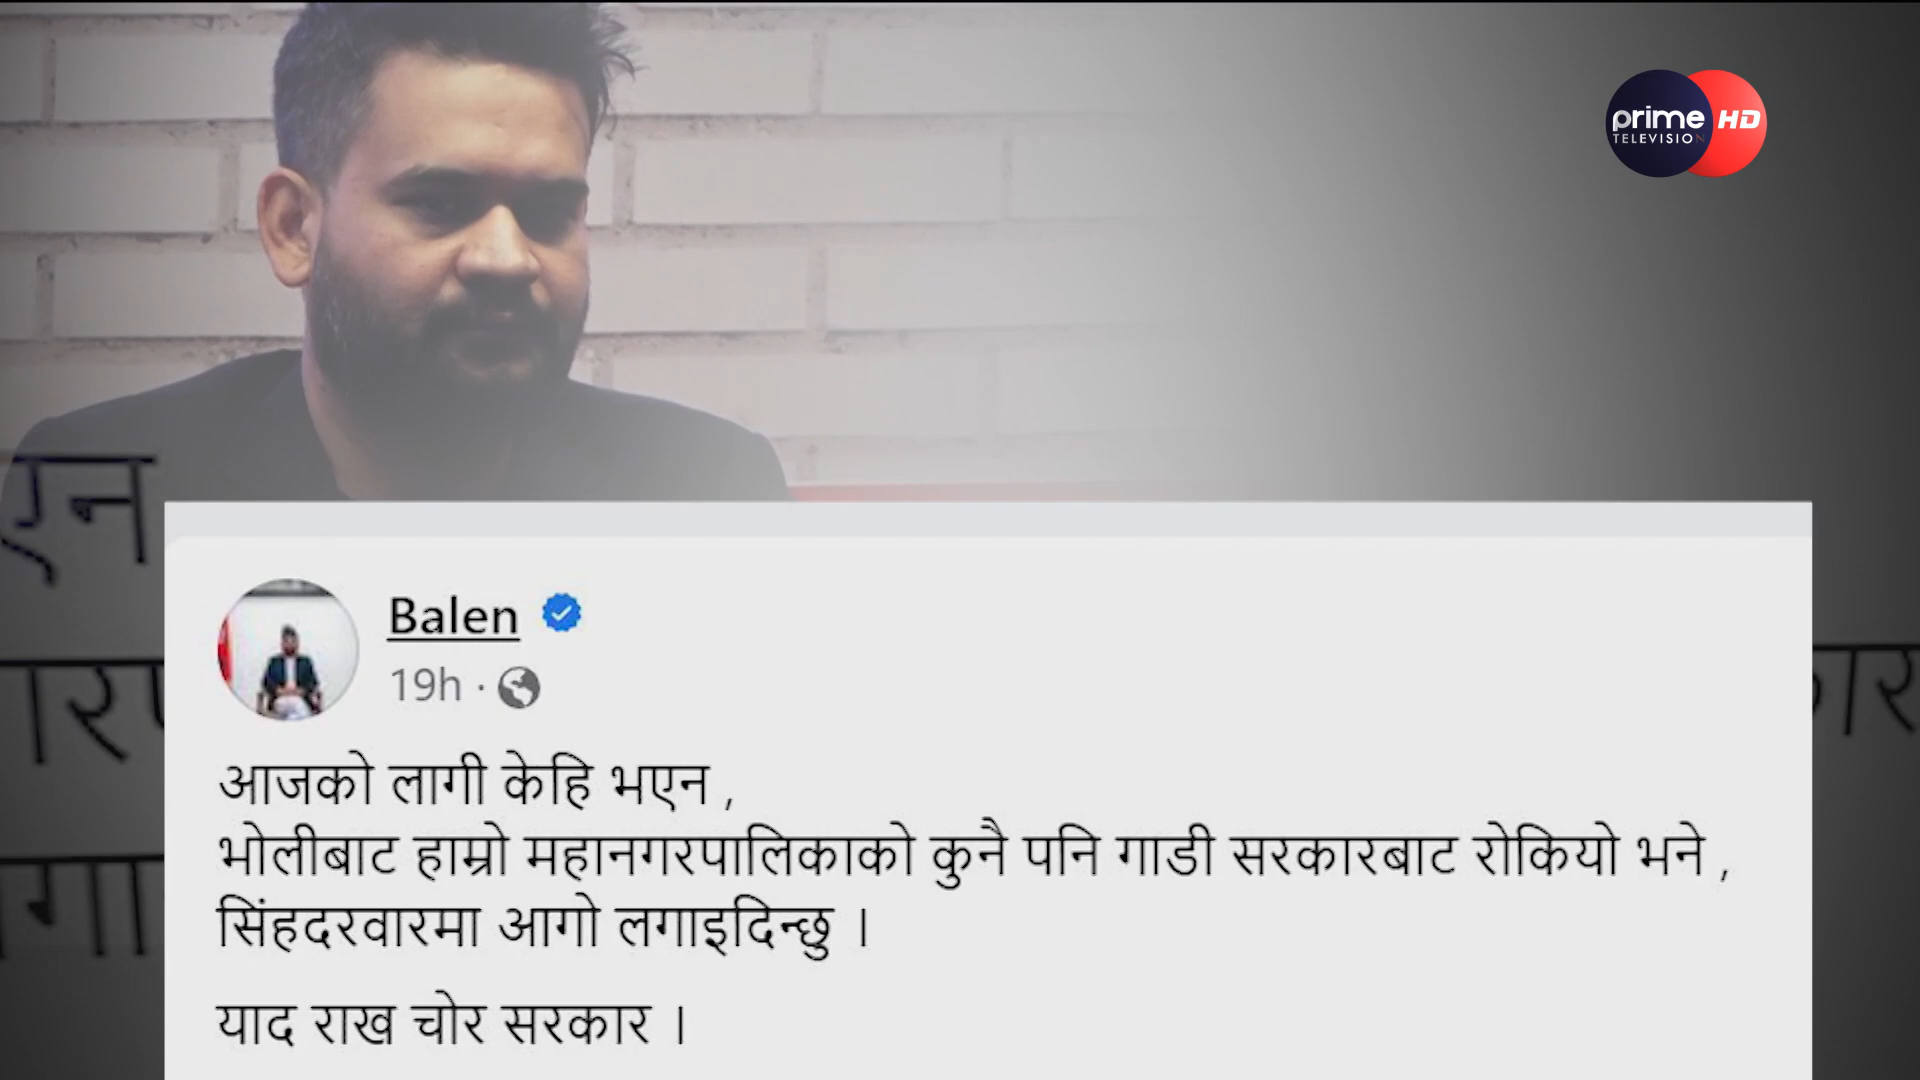 prime HD
TELEVISION
Balen
19h ·
आजको लागी केहि भएन ,
भोलीबाट हाम्रो महानगरपालिकाको कुनै पनि गाडी सरकारबाट रोकियो भने ,
सिंहदरवारमा आगो लगाइदिन्छु ।
याद राख चोर सरकार ।